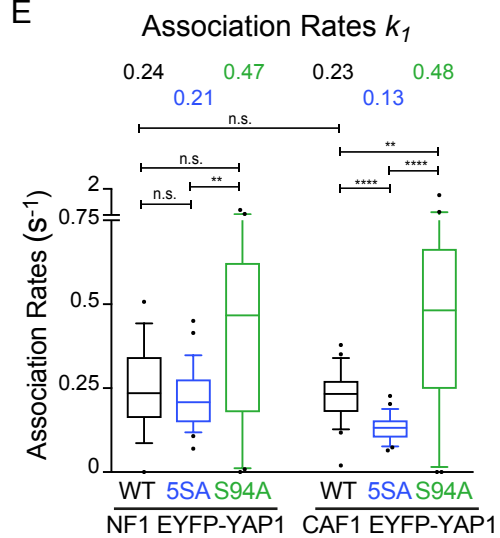 E
Association Rates k1
0.24 0.47 0.23 0.48
0.21 0.13
n.s.
**
n.s.
****
**
n.s.
****
2
0.75
0.5
0.25
0
Association Rates (s-1)
WT 5SA S94A WT 5SA S94A
NF1 EYFP-YAP1 CAF1 EYFP-YAP1